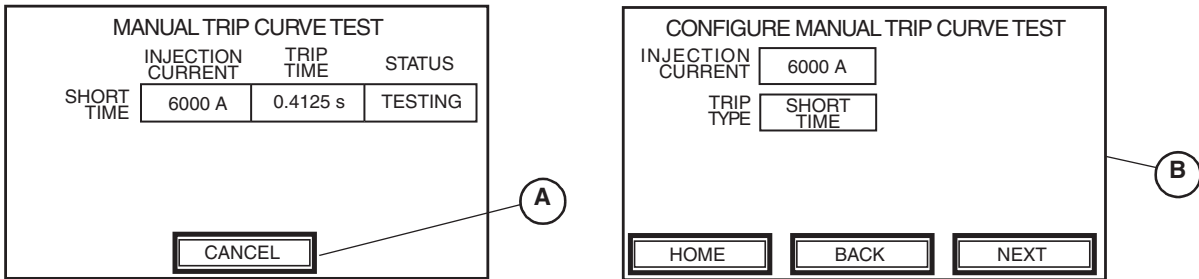 MANUAL TRIP CURVE TEST
INJECTION
CURRENT
TRIP
TIME
STATUS
SHORT
TIME
6000 A
0.4125 s
TESTING
CANCEL
A
CONFIGURE MANUAL TRIP CURVE TEST
INJECTION
CURRENT
6000 A
TRIP
TYPE
SHORT
TIME
HOME
BACK
NEXT
B